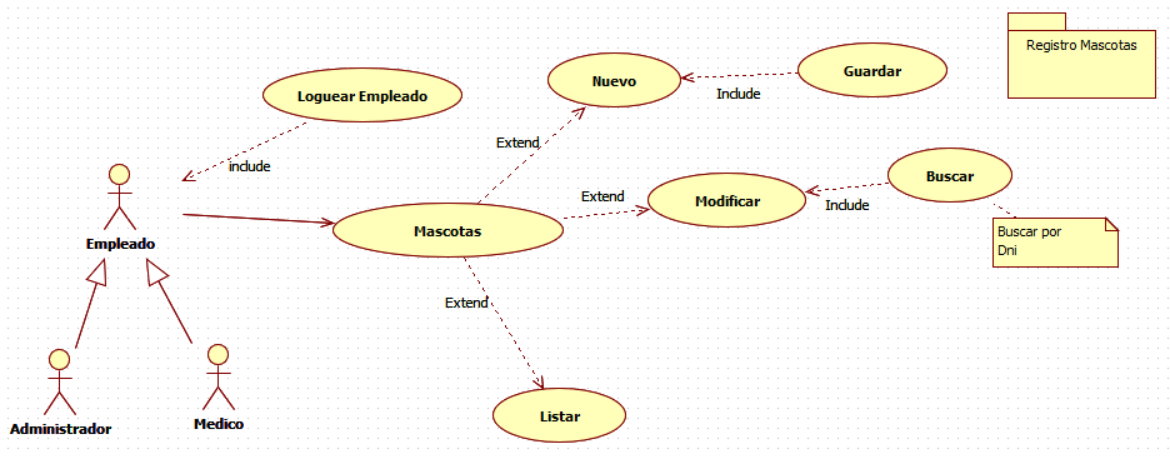 Registro Mascotas
Nuevo
Guardar
Include
Loguear Empleado
Extend
include
Buscar
Extend
Modificar
Include
Mascotas
Buscar por
Dni
Empleado
Extend
Listar
Administrador
Medico